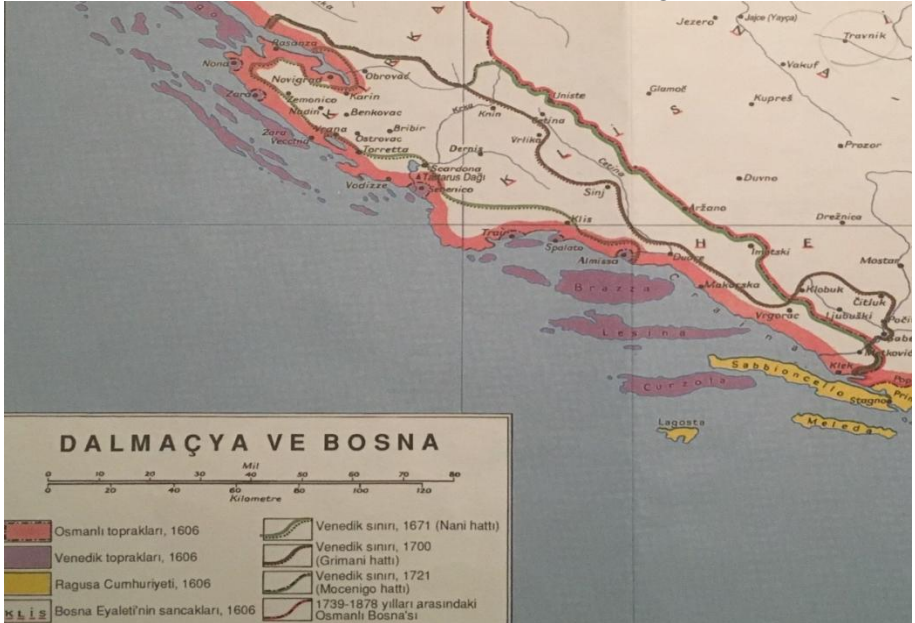 Jezero
Jajce (Yayça)
Travnik
Vakuf
Rasanza
Nona
Obrovaš
Novigrad
Karin
Zara
Zemonico
Nadin
Benkovac
Glamoč
Kupreš
Uniste
Knin
Cetina
Vrlika
Bribir
Vrana
Ostrovac
Zara
Vecchia
Torretta
Derniş
Prozor
Scardona
Tartarus Dağı
Sebenico
Vodizze
Sinj
Duvno
Aržano
Drežnica
Klis
Trau
Spalato
Almissa
Duare
H E
Imotski
Mostar
Brazza
Makarska
Klobuk
Čitluk
Vrgorac
Ljubuški
Lesina
Klek
Sabbioncello
Curzola
Stagno
Lagosta
Meleda
DALMAÇYA VE BOSNA
Mil
0 10 20 30 40 50 60 70 80
0 20 40 60 80 100 120
Kilometre
Osmanlı toprakları, 1606
Venedik toprakları, 1606
Ragusa Cumhuriyeti, 1606
KLİS Bosna Eyaleti'nin sancakları, 1606
Venedik sınırı, 1671 (Nani hattı)
Venedik sınırı, 1700
(Grimani hattı)
Venedik sınırı, 1721
(Mocenigo hattı)
1739-1878 yılları arasındaki
Osmanlı Bosna'sı